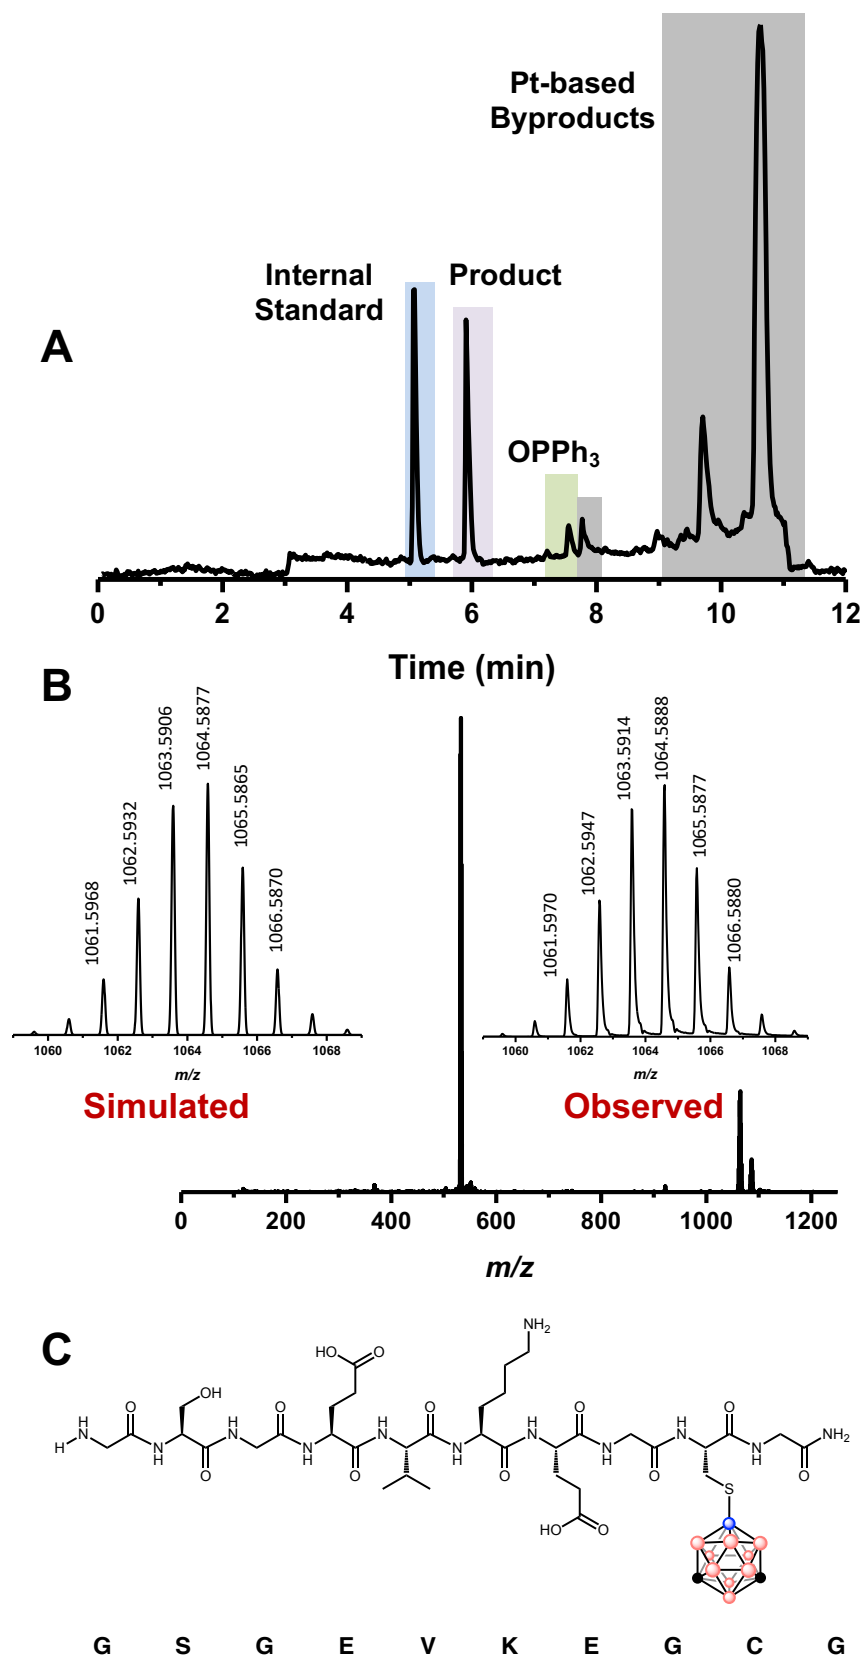 A
Pt-based
Byproducts
Internal
Standard
Product
OPPh₃
0 2 4 6 8 10 12
Time (min)
B
1061.5968
1062.5932
1063.5906
1064.5877
1065.5865
1066.5870
1060 1062 1064 1066 1068
m/z
Simulated
1061.5970
1062.5947
1063.5914
1064.5888
1065.5877
1066.5880
1060 1062 1064 1066 1068
m/z
Observed
0 200 400 600 800 1000 1200
m/z
C
NH₂
HO O
OH
H O H O H O H O H O
N N N N N NH₂
H N N N N N
H O H O H O H O O
S
HO O
G S G E V K E G C G